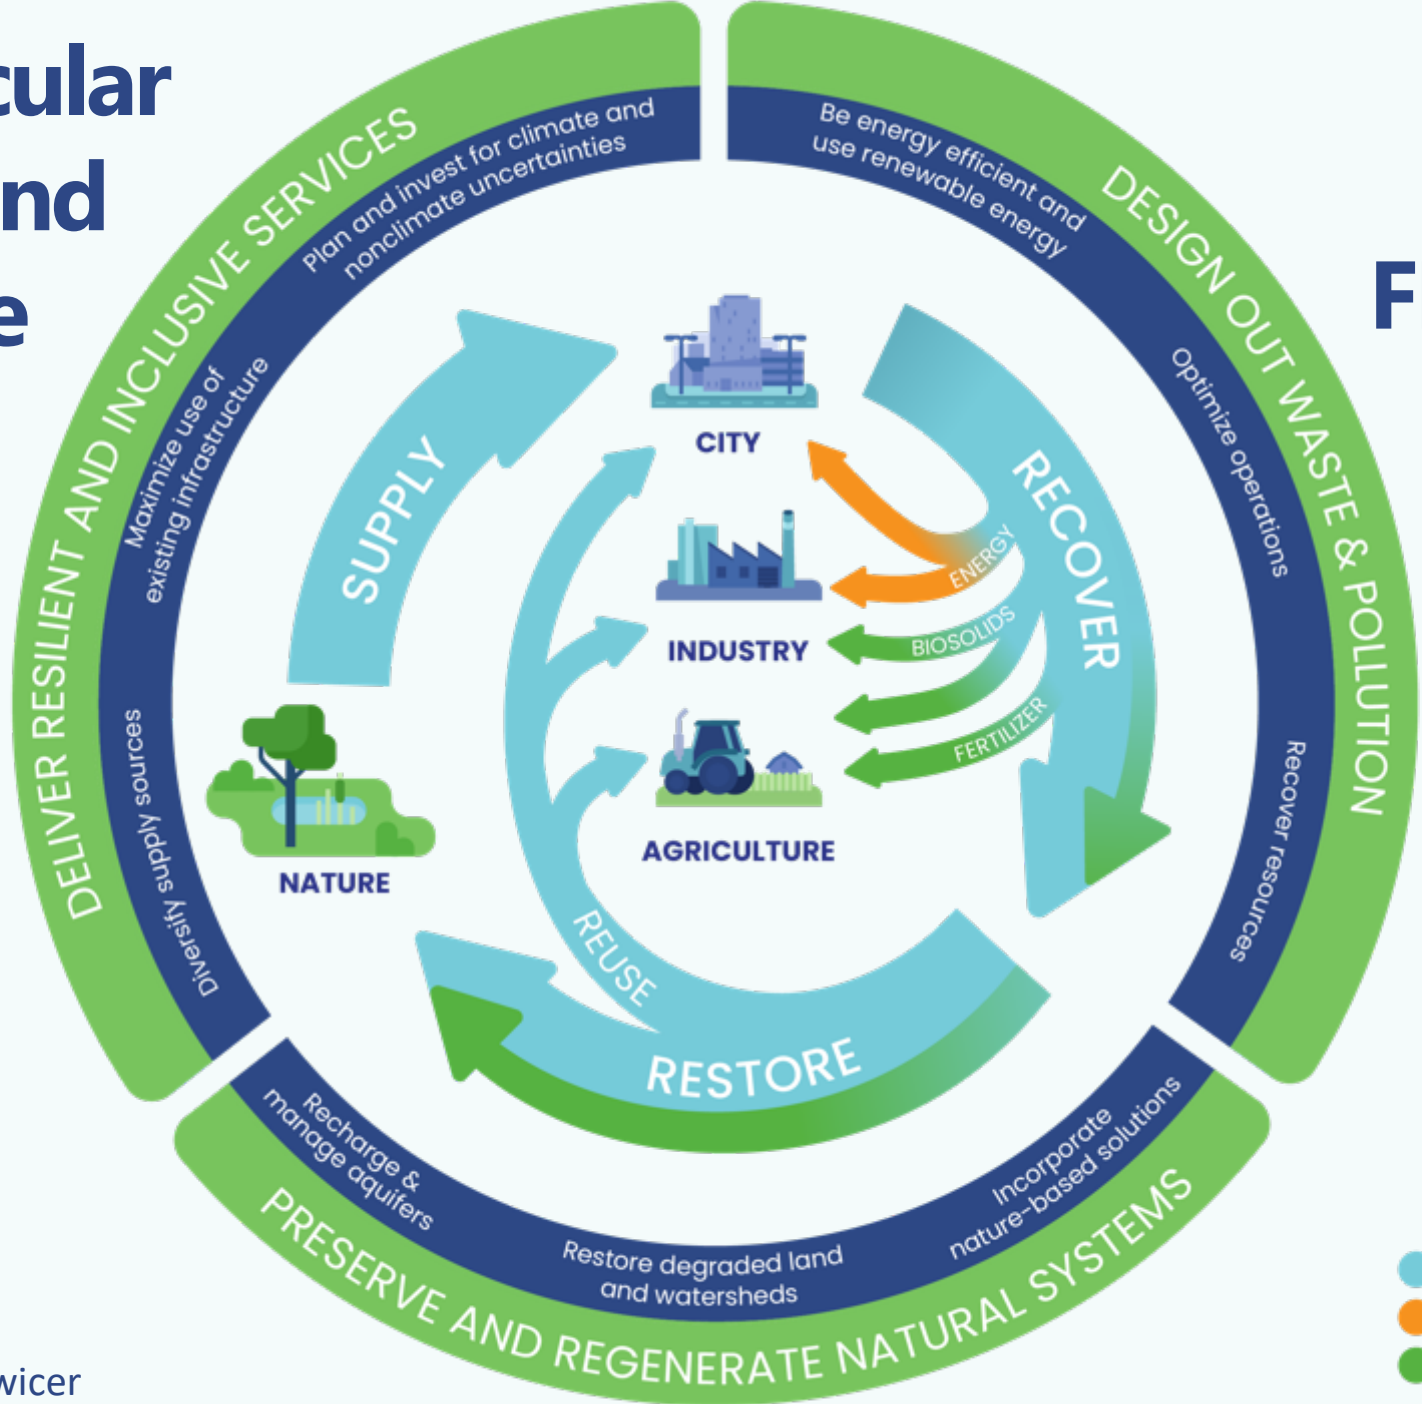 cular
nd
e
F
DELIVER RESILIENT AND INCLUSIVE SERVICES
Plan and invest for climate and
nonclimate uncertainties
Maximize use of
existing infrastructure
Diversify supply sources
DESIGN OUT WASTE & POLLUTION
Be energy efficient and
use renewable energy
Optimize operations
Recover resources
PRESERVE AND REGENERATE NATURAL SYSTEMS
Recharge &
manage aquifers
Restore degraded land
and watersheds
Incorporate
nature-based solutions
SUPPLY
CITY
RECOVER
ENERGY
INDUSTRY
BIOSOLIDS
FERTILIZER
AGRICULTURE
NATURE
REUSE
RESTORE
wicer